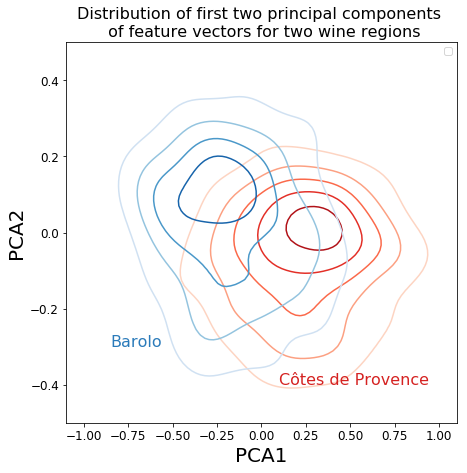 Distribution of first two principal components
of feature vectors for two wine regions
PCA2
0.4
0.2
0.0
−0.2
−0.4
Barolo
Côtes de Provence
−1.00 −0.75 −0.50 −0.25 0.00 0.25 0.50 0.75 1.00
PCA1